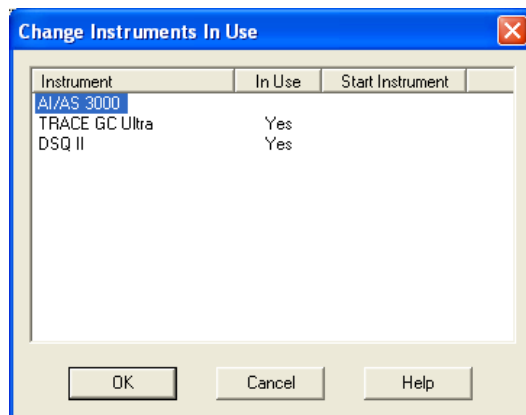 Change Instruments In Use
Instrument In Use Start Instrument
AI/AS 3000
TRACE GC Ultra Yes
DSQ II Yes
OK Cancel Help